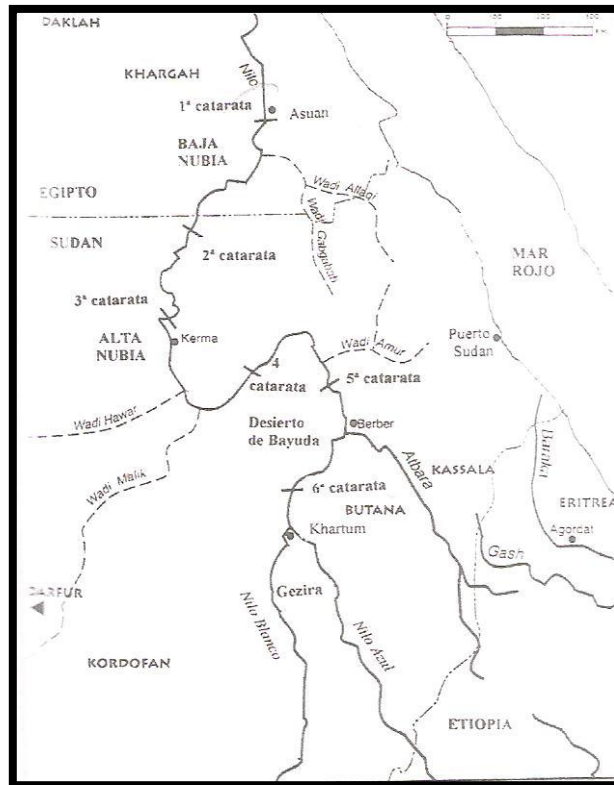 DAKLAH
KHARGAH
Nilo
1ª catarata
Asuan
BAJA
NUBIA
Wadi Allaqi
EGIPTO
Wadi Gabgabah
SUDAN
2ª catarata
MAR
ROJO
3ª catarata
Kerma
ALTA
NUBIA
Puerto
Sudan
Wadi Amur
4
catarata
5ª catarata
Wadi Hawar
Desierto
de Bayuda
Berber
Wadi Malik
Atbara
KASSALA
Baraka
6ª catarata
BUTANA
ERITREA
Agordat
Khartum
Gash
DARFUR
Gezira
Nilo Blanco
Nilo Azul
KORDOFAN
ETIOPIA